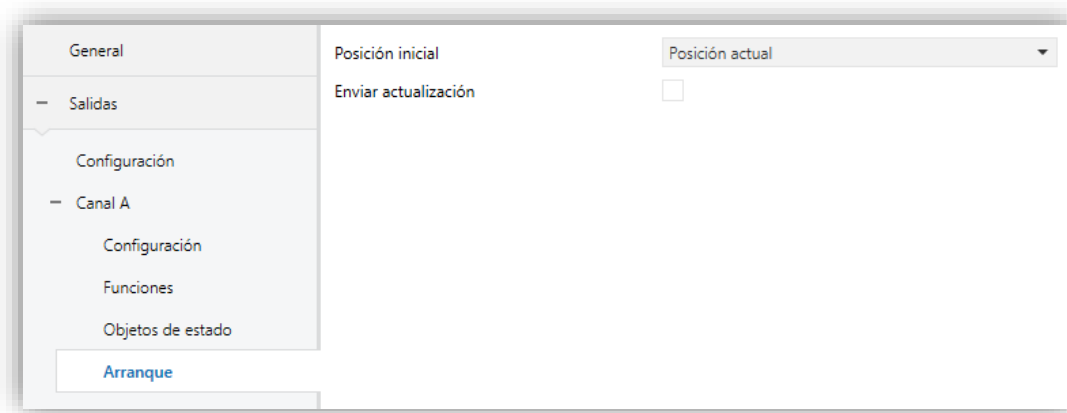 General
Salidas
Configuración
Canal A
Configuración
Funciones
Objetos de estado
Arranque
Posición inicial
Posición actual
Enviar actualización